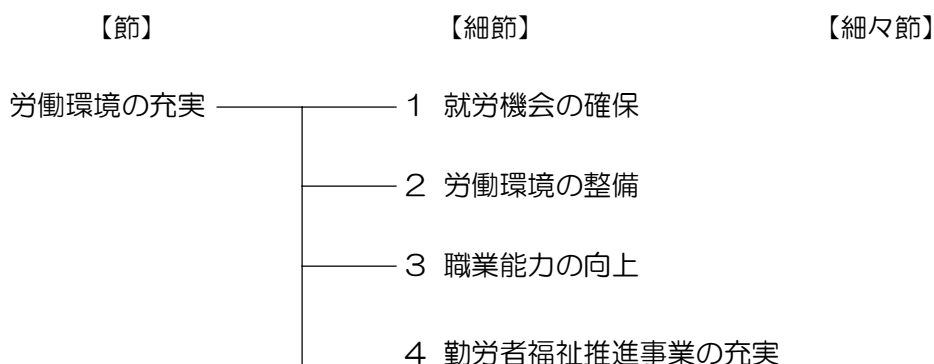 【節】 【細節】 【細々節】
労働環境の充実 1 就労機会の確保
2 労働環境の整備
3 職業能力の向上
4 勤労者福祉推進事業の充実